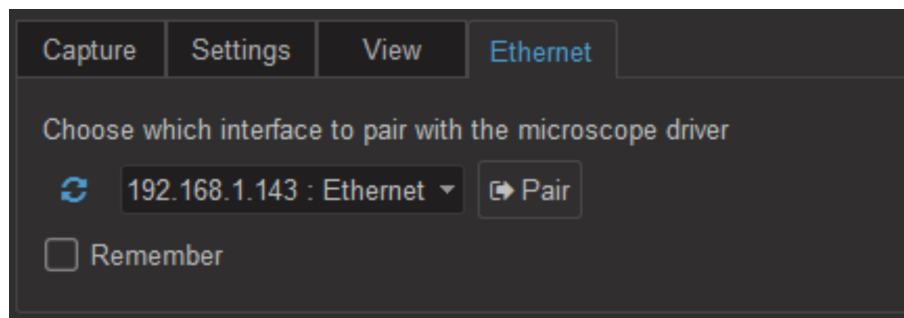 Capture Settings View Ethernet
Choose which interface to pair with the microscope driver
192.168.1.143 : Ethernet Pair
Remember